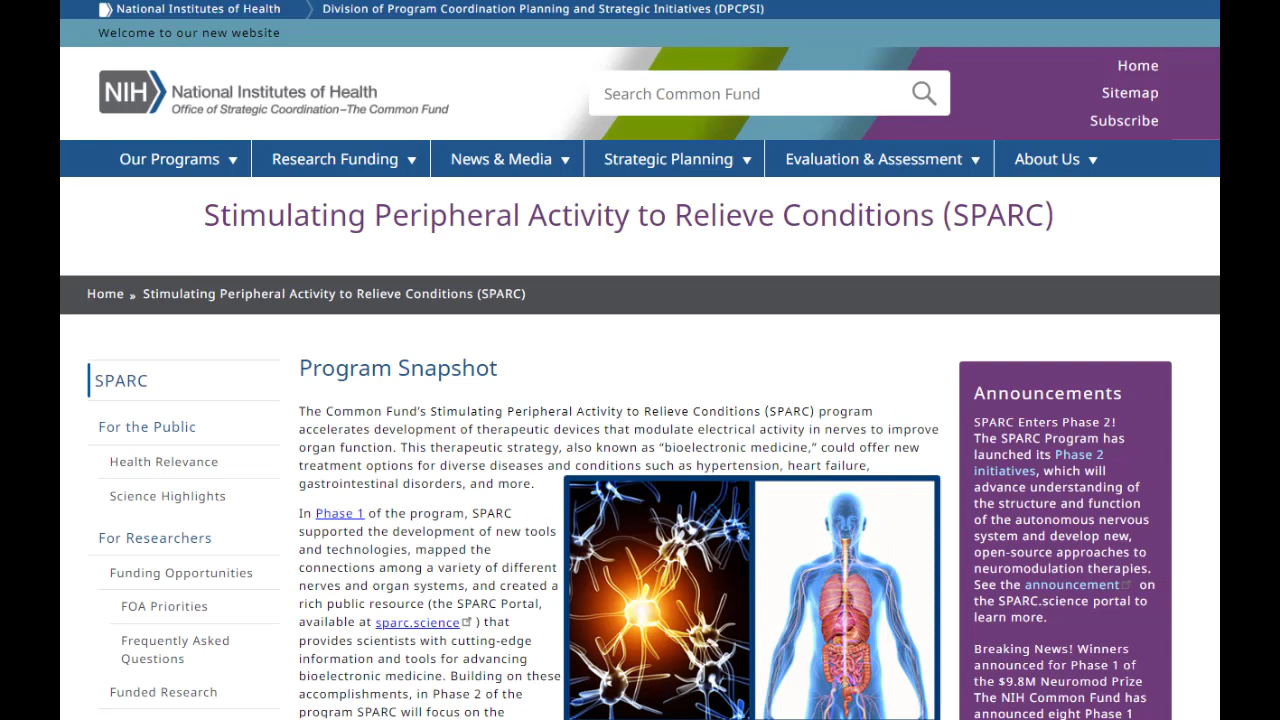 National Institutes of Health
Division of Program Coordination Planning and Strategic Initiatives (DPCPSI)
Welcome to our new website
NIH
National Institutes of Health
Office of Strategic Coordination–The Common Fund
Search Common Fund
Home
Sitemap
Subscribe
Our Programs
Research Funding
News & Media
Strategic Planning
Evaluation & Assessment
About Us
Stimulating Peripheral Activity to Relieve Conditions (SPARC)
Home » Stimulating Peripheral Activity to Relieve Conditions (SPARC)
SPARC
For the Public
Health Relevance
Science Highlights
For Researchers
Funding Opportunities
FOA Priorities
Frequently Asked
Questions
Funded Research
Program Snapshot
The Common Fund’s Stimulating Peripheral Activity to Relieve Conditions (SPARC) program
accelerates development of therapeutic devices that modulate electrical activity in nerves to improve
organ function. This therapeutic strategy, also known as “bioelectronic medicine,” could offer new
treatment options for diverse diseases and conditions such as hypertension, heart failure,
gastrointestinal disorders, and more.
In Phase 1 of the program, SPARC
supported the development of new tools
and technologies, mapped the
connections among a variety of different
nerves and organ systems, and created a
rich public resource (the SPARC Portal,
available at sparc.science ) that
provides scientists with cutting-edge
information and tools for advancing
bioelectronic medicine. Building on these
accomplishments, in Phase 2 of the
program SPARC will focus on the
Announcements
SPARC Enters Phase 2!
The SPARC Program has
launched its Phase 2
initiatives, which will
advance understanding of
the structure and function
of the autonomous nervous
system and develop new,
open-source approaches to
neuromodulation therapies.
See the announcement on
the SPARC.science portal to
learn more.
Breaking News! Winners
announced for Phase 1 of
the $9.8M Neuromod Prize
The NIH Common Fund has
announced eight Phase 1